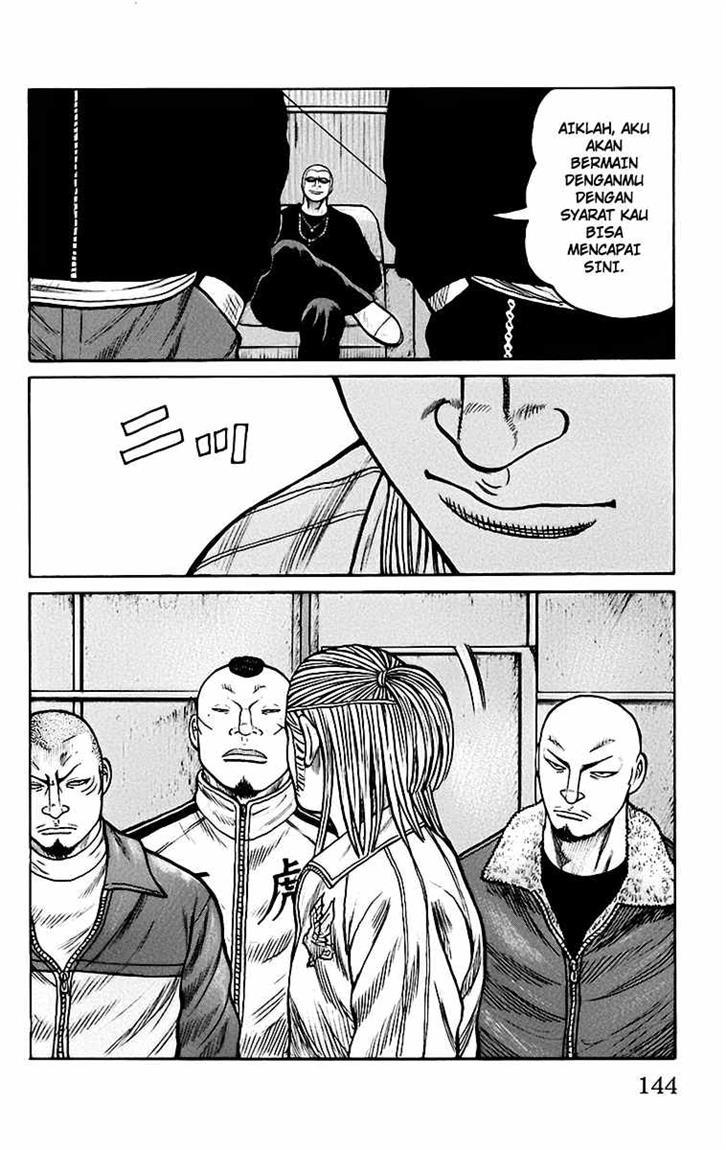 AIKLAH, AKU
AKAN
BERMAIN
DENGANMU
DENGAN
SYARAT KAU
BISA
MENCAPAI
SINI.
ニッ
虎
144